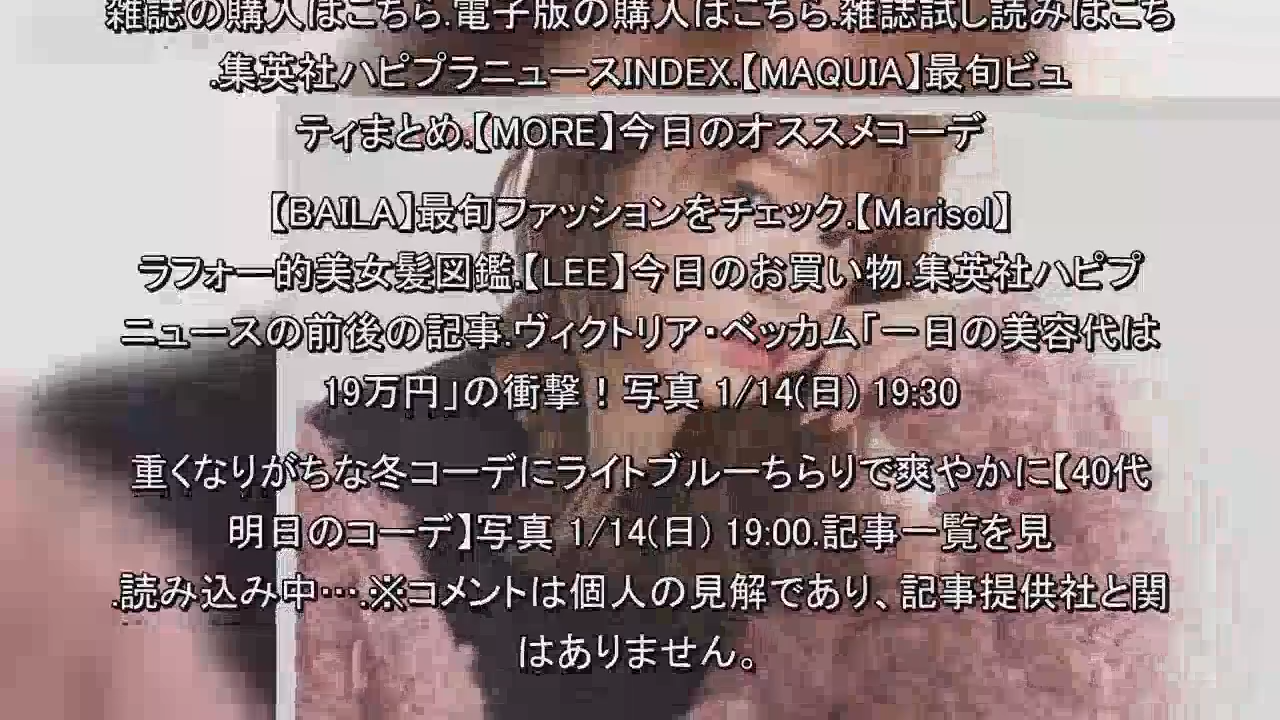 雑誌の購入はこちら.電子版の購入はこちら.雑誌試し読みはこち
.集英社ハピプラニュースINDEX.【MAQUIA】最旬ビュ
ティまとめ.【MORE】今日のオススメコーデ
【BAILA】最旬ファッションをチェック.【Marisol】
ラフォー的美女髪図鑑.【LEE】今日のお買い物.集英社ハピプ
ニュースの前後の記事.ヴィクトリア・ベッカム「一日の美容代は
19万円」の衝撃！写真 1/14(日) 19:30
重くなりがちな冬コーデにライトブルーちらりで爽やかに【40代
明日のコーデ】写真 1/14(日) 19:00.記事一覧を見
.読み込み中….※コメントは個人の見解であり、記事提供社と関
はありません。